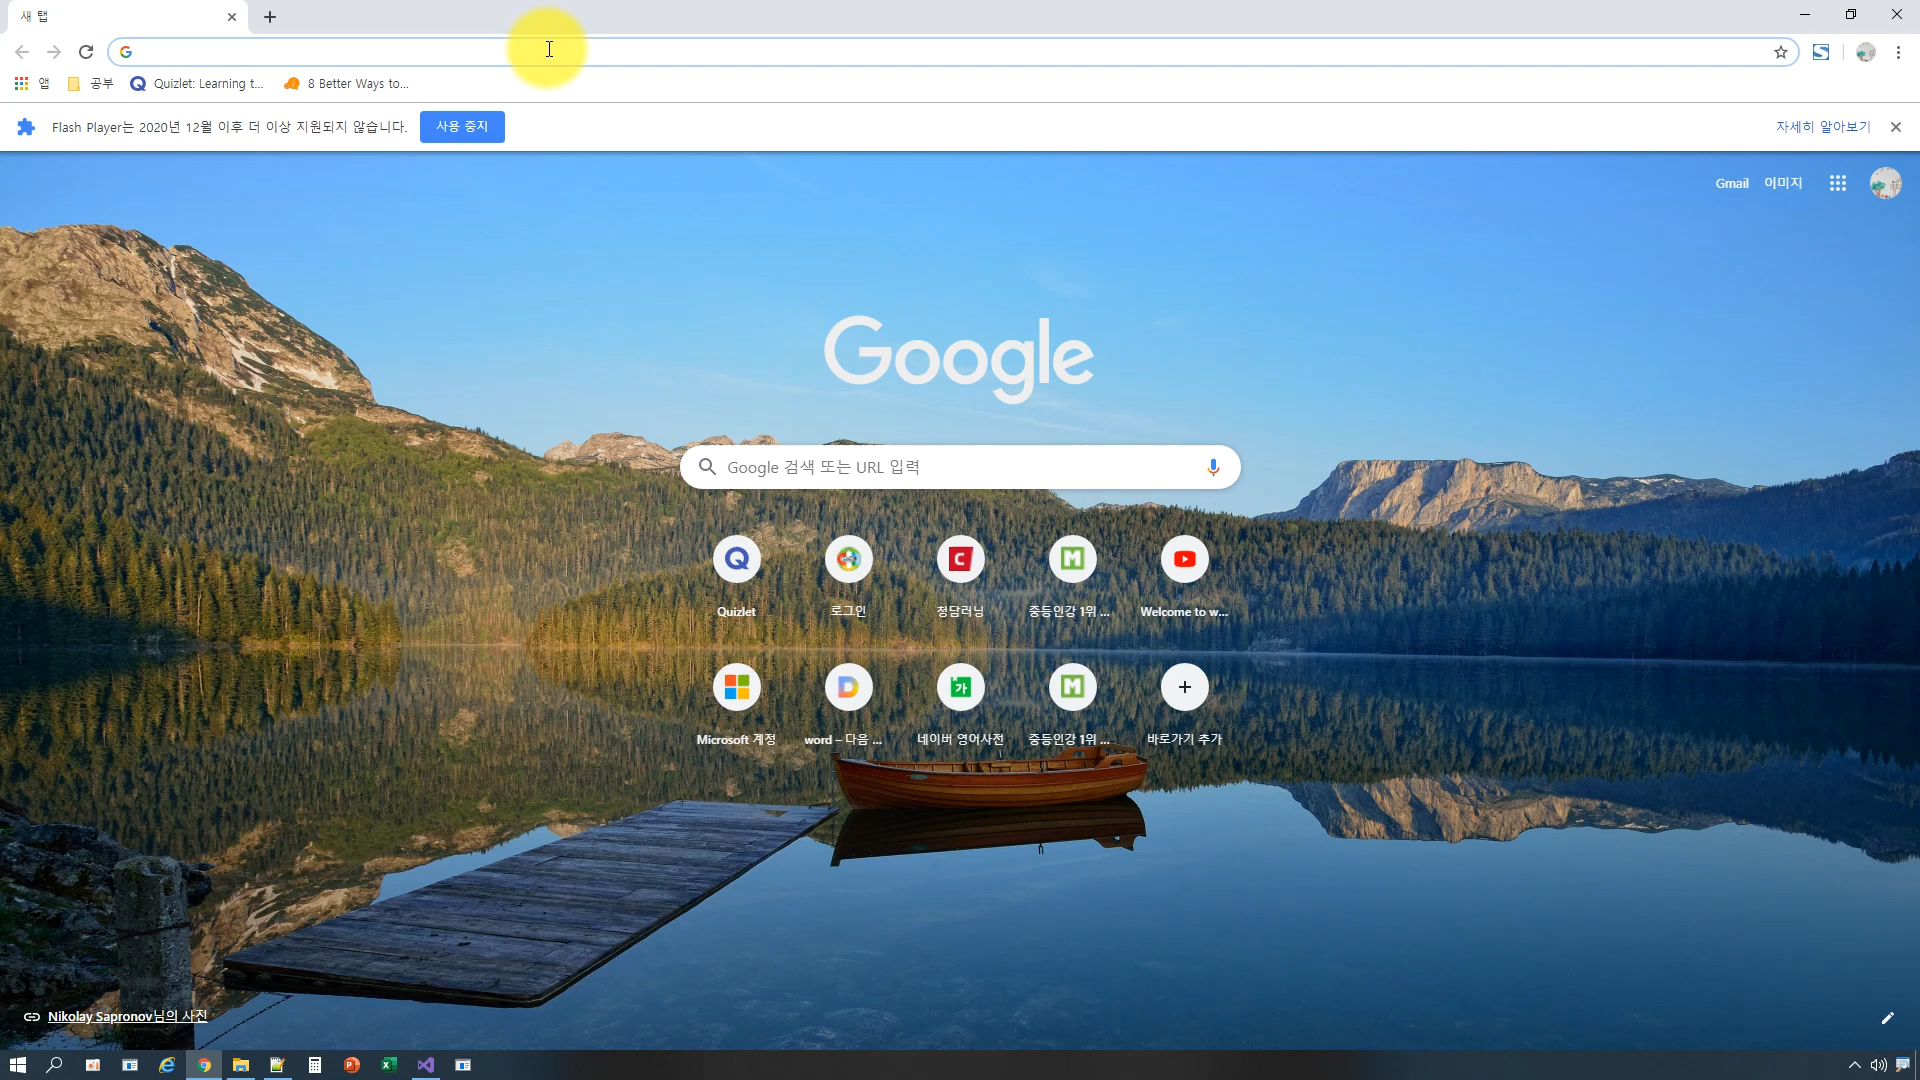 새 탭
앱 공부 Quizlet: Learning t... 8 Better Ways to...
Flash Player는 2020년 12월 이후 더 이상 지원되지 않습니다. 사용 중지 자세히 알아보기
Gmail 이미지
Google
Google 검색 또는 URL 입력
Quizlet 로그인 청담러닝 중등인강 1위 ... Welcome to w...
Microsoft 계정 word – 다음 ... 네이버 영어사전 중등인강 1위 ... 바로가기 추가
Nikolay Sapronov님의 사진